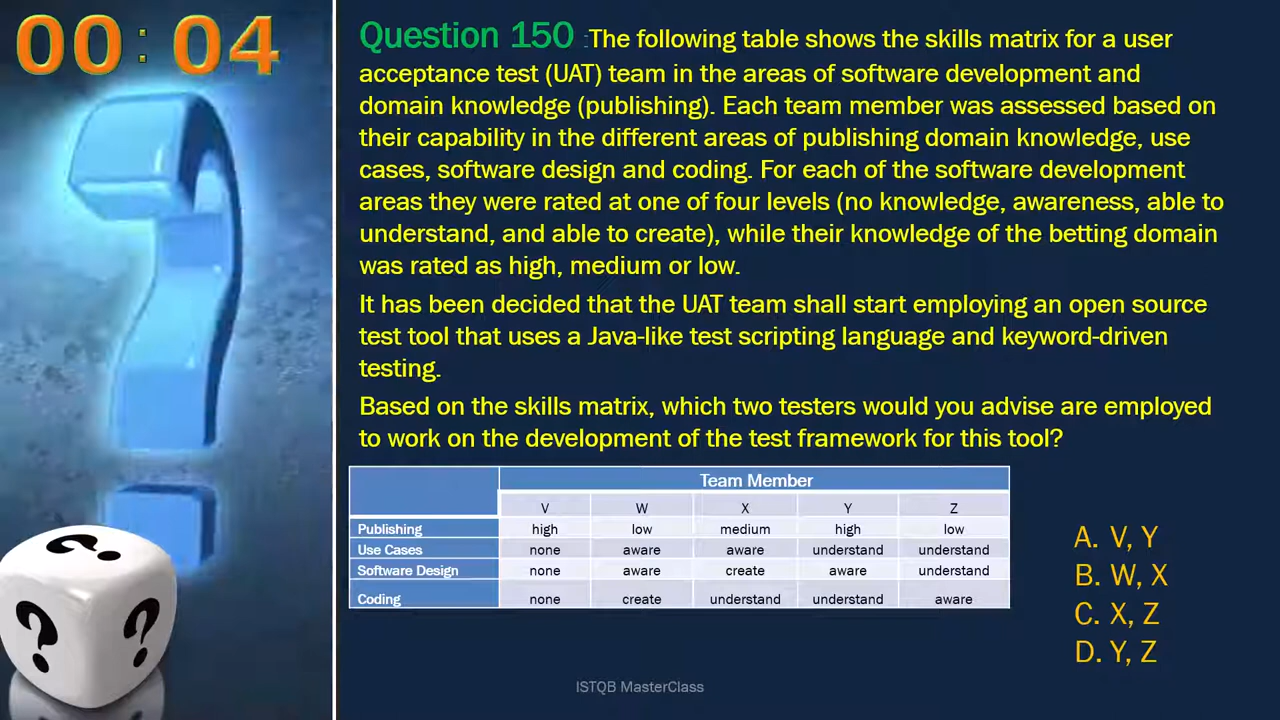 00:04
Question 150 :The following table shows the skills matrix for a user
acceptance test (UAT) team in the areas of software development and
domain knowledge (publishing). Each team member was assessed based on
their capability in the different areas of publishing domain knowledge, use
cases, software design and coding. For each of the software development
areas they were rated at one of four levels (no knowledge, awareness, able to
understand, and able to create), while their knowledge of the betting domain
was rated as high, medium or low.
It has been decided that the UAT team shall start employing an open source
test tool that uses a Java-like test scripting language and keyword-driven
testing.
Based on the skills matrix, which two testers would you advise are employed
to work on the development of the test framework for this tool?
Team Member
V W X Y Z
Publishing high low medium high low
Use Cases none aware aware understand understand
Software Design none aware create aware understand
Coding none create understand understand aware
A. V, Y
B. W, X
C. X, Z
D. Y, Z
? ? ?
ISTQB MasterClass